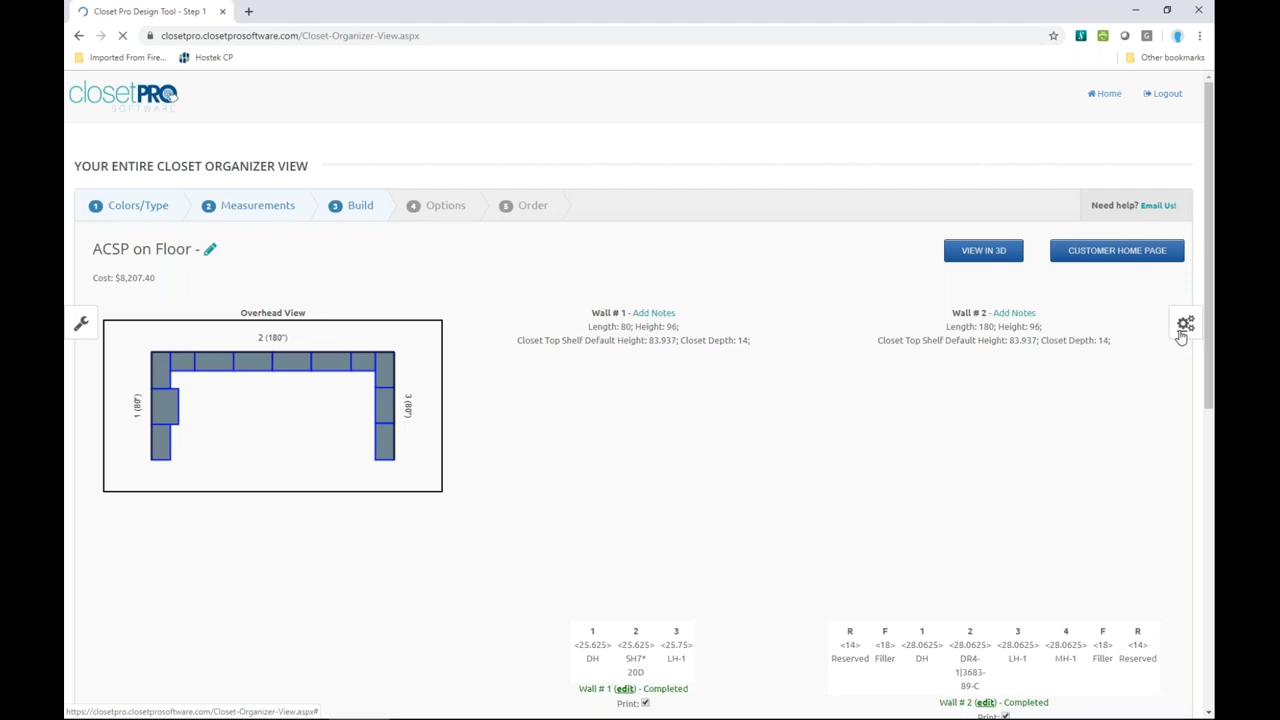 Closet Pro Design Tool - Step 1
closetpro.closetprosoftware.com/Closet-Organizer-View.aspx
Imported From Fire...
Hostek CP
Other bookmarks
closetPRO
SOFTWARE
Home
Logout
YOUR ENTIRE CLOSET ORGANIZER VIEW
1 Colors/Type
2 Measurements
3 Build
4 Options
5 Order
Need help? Email Us!
ACSP on Floor -
VIEW IN 3D
CUSTOMER HOME PAGE
Cost: $8,207.40
Overhead View
2 (180")
1 (80")
3 (80")
Wall # 1 - Add Notes
Length: 80; Height: 96;
Closet Top Shelf Default Height: 83.937; Closet Depth: 14;
Wall # 2 - Add Notes
Length: 180; Height: 96;
Closet Top Shelf Default Height: 83.937; Closet Depth: 14;
1 2 3
<25.625> <25.625> <25.75>
DH SH7* LH-1
20D
Wall # 1 (edit) - Completed
Print:
R F 1 2 3 4 F R
<14> <18> <28.0625> <28.0625> <28.0625> <28.0625> <18> <14>
Reserved Filler DH DR4- LH-1 MH-1 Filler Reserved
1|3683-
89-C
Wall # 2 (edit) - Completed
Print:
https://closetpro.closetprosoftware.com/Closet-Organizer-View.aspx#